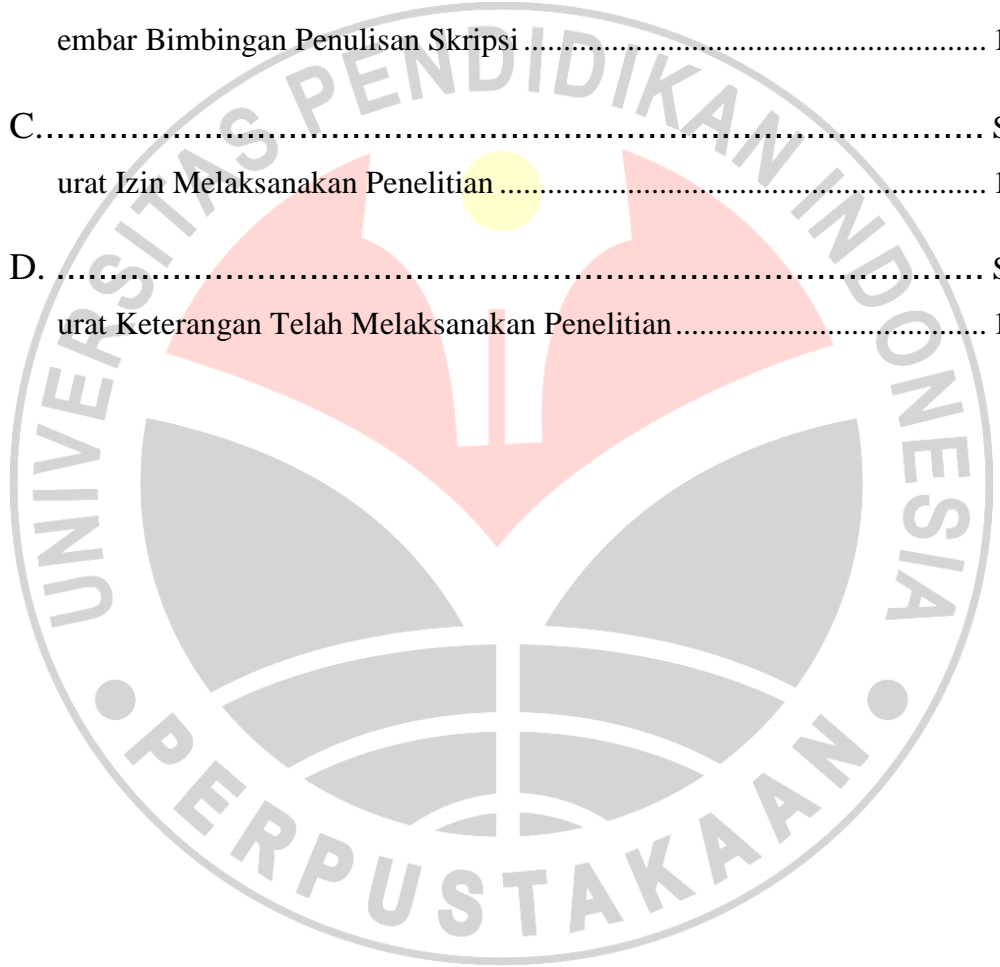 embar Bimbingan Penulisan Skripsi ........................................................................ 1
C. .................................................................................................... S
urat Izin Melaksanakan Penelitian ........................................................................ 1
D. .................................................................................................... S
urat Keterangan Telah Melaksanakan Penelitian ................................................ 1
UNIVERSITAS PENDIDIKAN INDONESIA
PERPUSTAKAAN